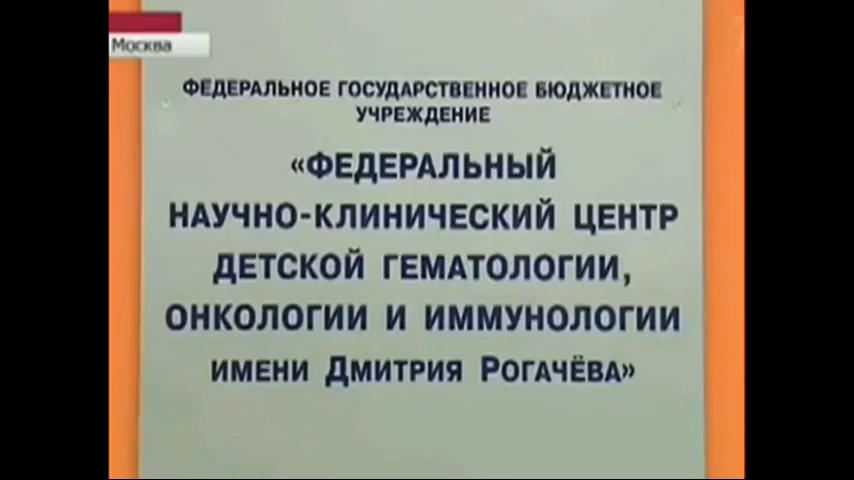 Москва
ФЕДЕРАЛЬНОЕ ГОСУДАРСТВЕННОЕ БЮДЖЕТНОЕ
УЧРЕЖДЕНИЕ
«ФЕДЕРАЛЬНЫЙ
НАУЧНО-КЛИНИЧЕСКИЙ ЦЕНТР
ДЕТСКОЙ ГЕМАТОЛОГИИ,
ОНКОЛОГИИ И ИММУНОЛОГИИ
ИМЕНИ ДМИТРИЯ РОГАЧЁВА»